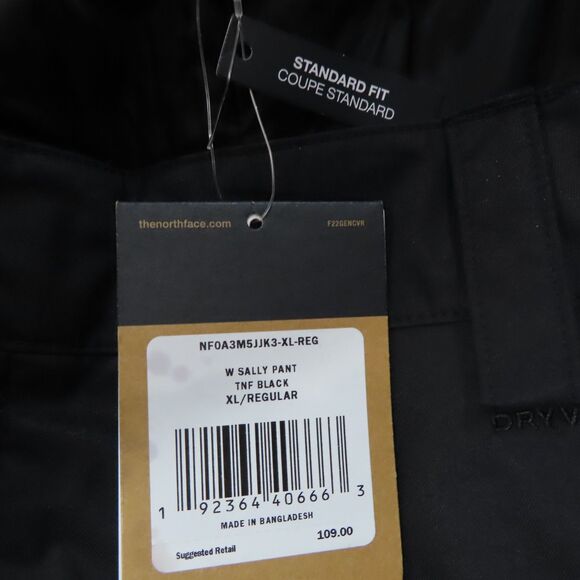 STANDARD FIT
COUPE STANDARD
thenorthface.com
F22GENCVR
NF0A3M5JJK3-XL-REG
W SALLY PANT
TNF BLACK
XL/REGULAR
1 92364 40666 3
MADE IN BANGLADESH
109.00
Suggested Retail
DRY